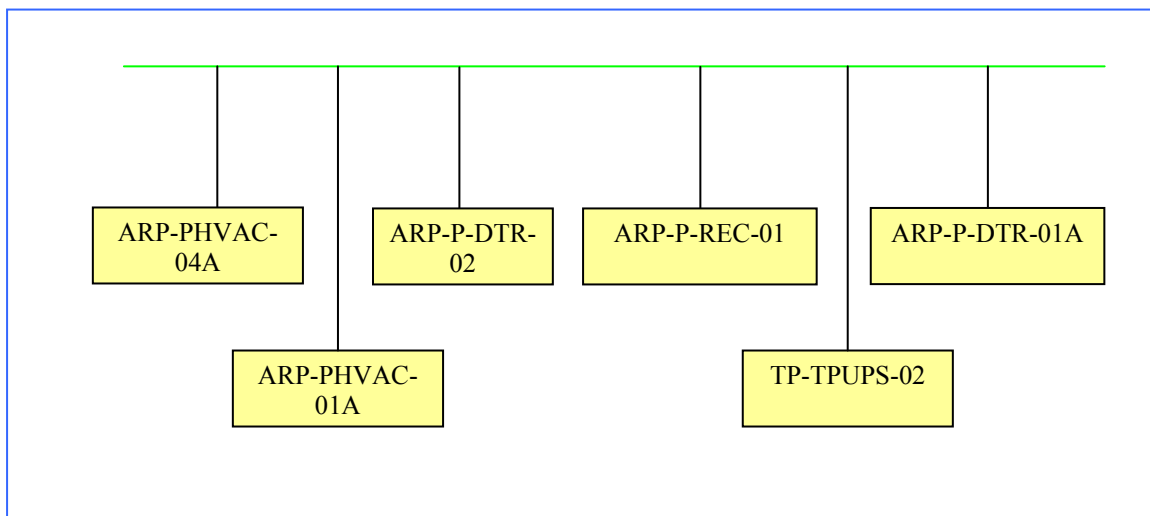 ARP-PHVAC-
04A
ARP-P-DTR-
02
ARP-P-REC-01
ARP-P-DTR-01A
ARP-PHVAC-
01A
TP-TPUPS-02